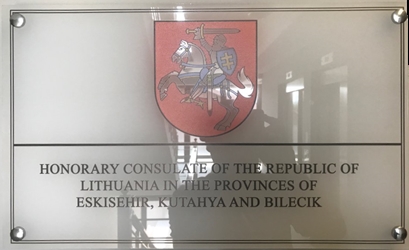 HONORARY CONSULATE OF THE REPUBLIC OF
LITHUANIA IN THE PROVINCES OF
ESKISEHIR, KUTAHYA AND BILECIK